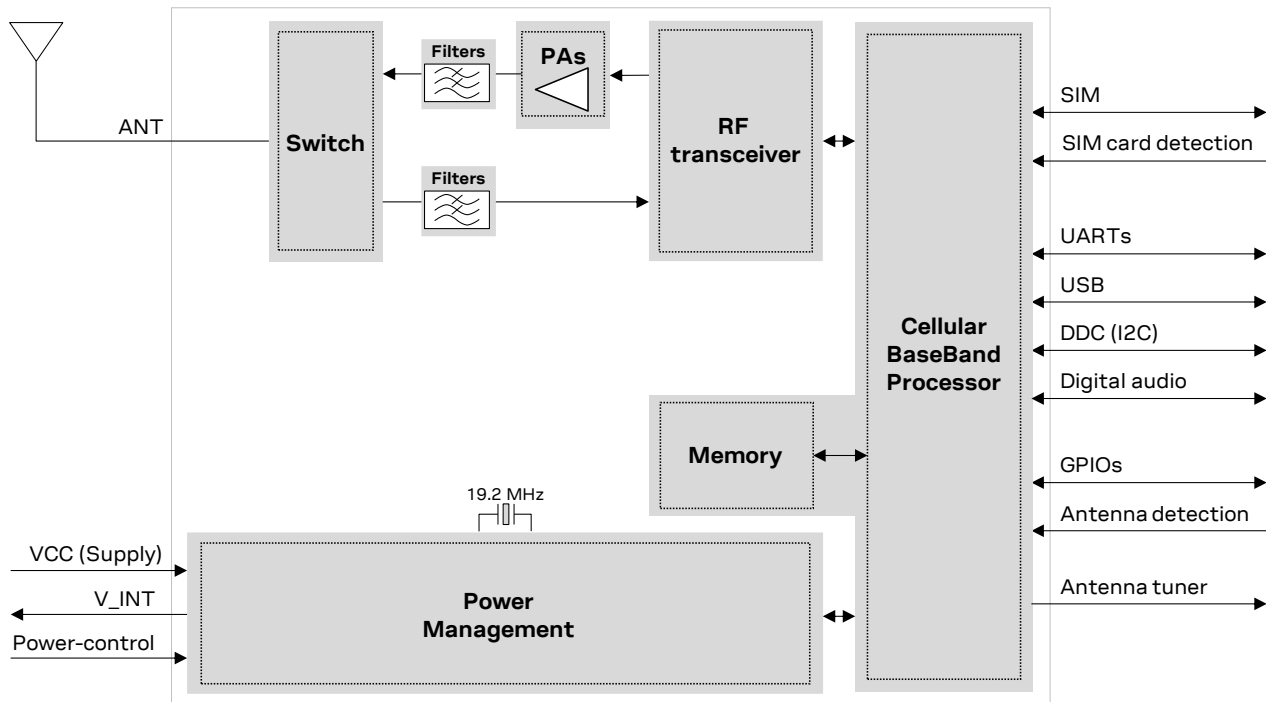 Filters
PAs
SIM
ANT
Switch
RF
transceiver
SIM card detection
Filters
UARTs
USB
Cellular
BaseBand
Processor
DDC (I2C)
Digital audio
Memory
GPIOs
19.2 MHz
Antenna detection
VCC (Supply)
V_INT
Power
Management
Antenna tuner
Power-control